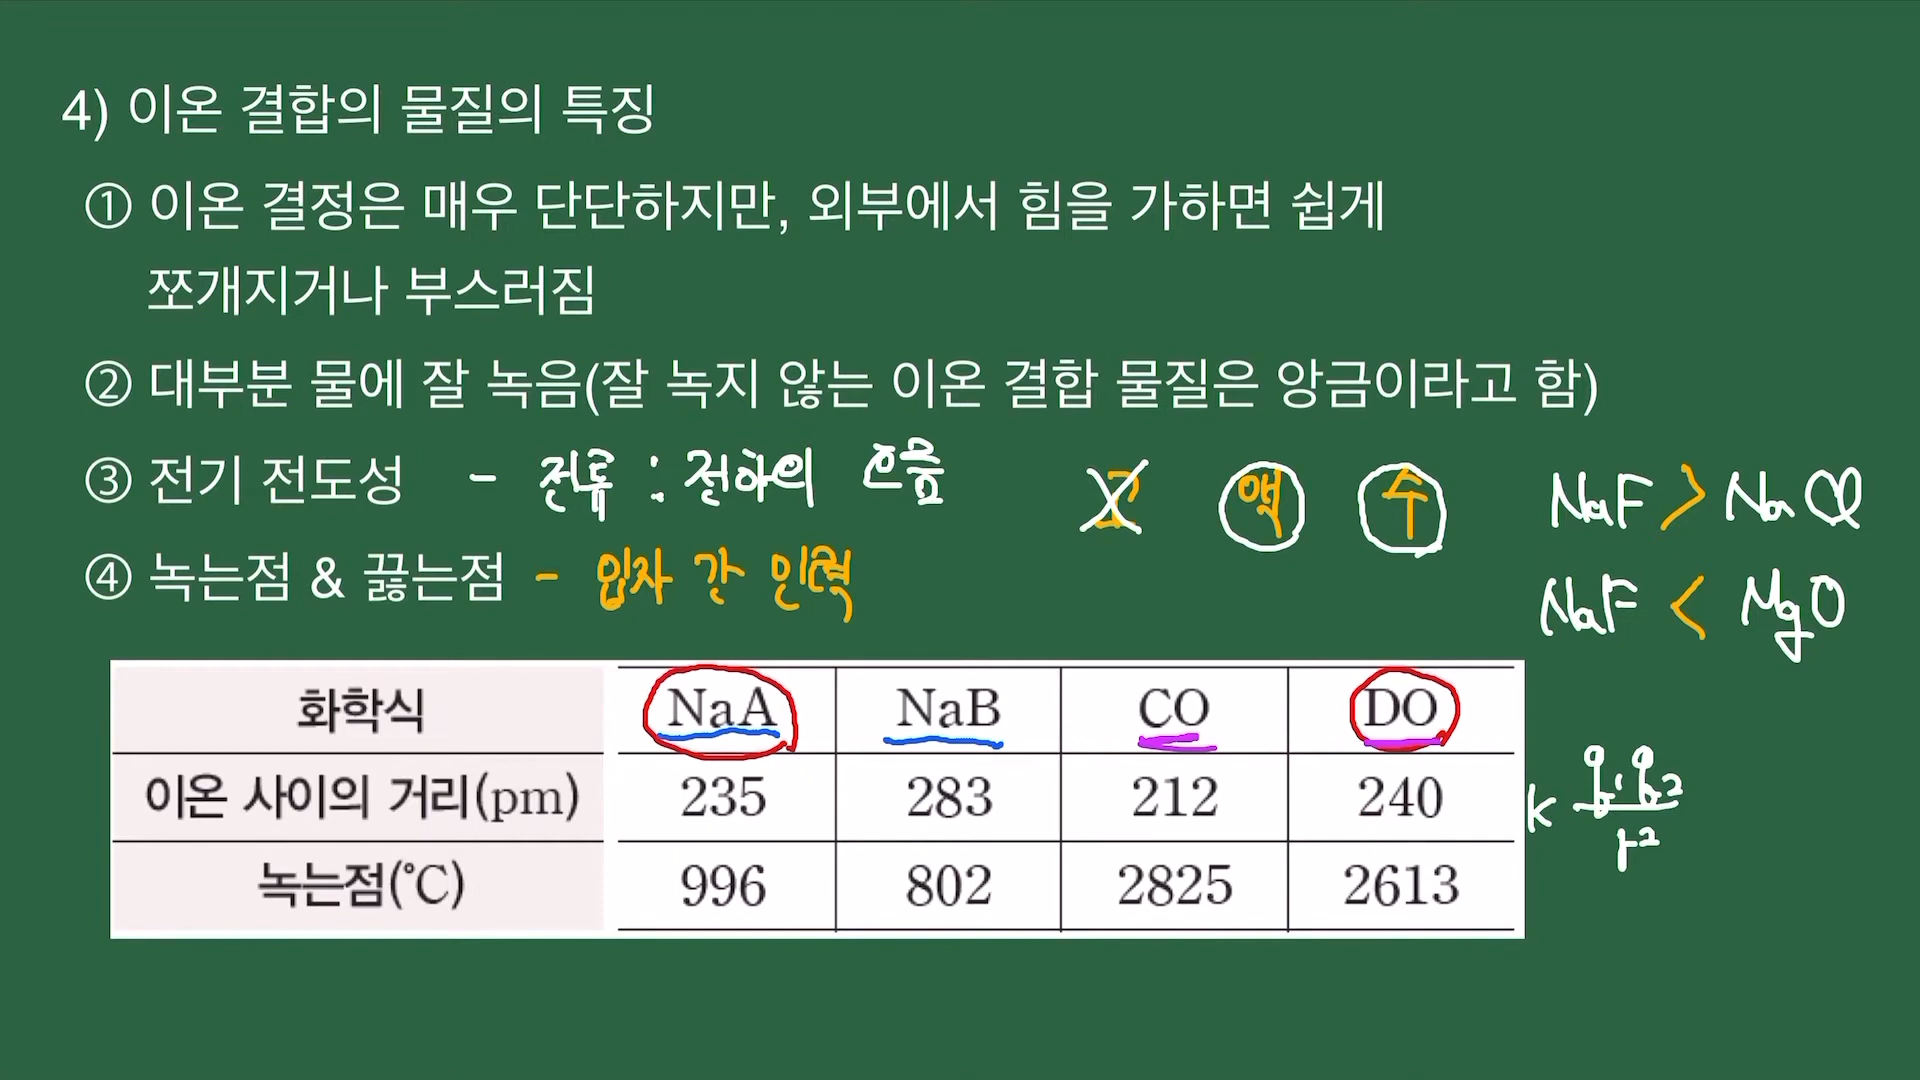 4) 이온 결합의 물질의 특징
① 이온 결정은 매우 단단하지만, 외부에서 힘을 가하면 쉽게
쪼개지거나 부스러짐
② 대부분 물에 잘 녹음(잘 녹지 않는 이온 결합 물질은 앙금이라고 함)
③ 전기 전도성 - 전류 : 전하의 흐름 액 수 NaF > NaCl
④ 녹는점 & 끓는점 - 입자 간 인력 NaF < MgO
화학식 NaA NaB CO DO
이온 사이의 거리(pm) 235 283 212 240 k q1q2
r²
녹는점(℃) 996 802 2825 2613